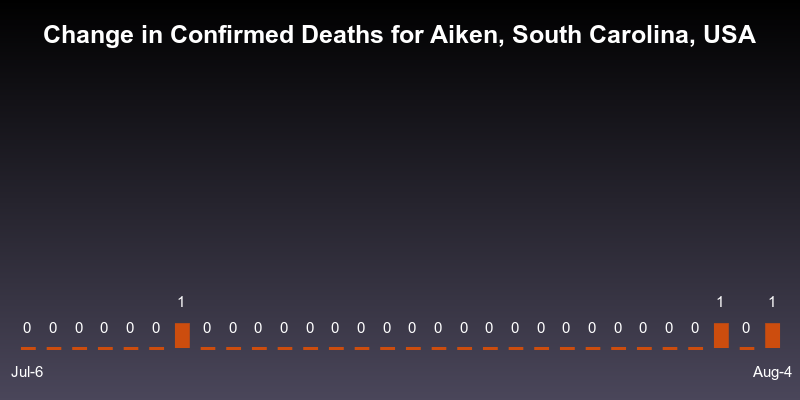 Change in Confirmed Deaths for Aiken, South Carolina, USA
1 1 1
0 0 0 0 0 0 0 0 0 0 0 0 0 0 0 0 0 0 0 0 0 0 0 0 0 0 0
Jul-6 Aug-4